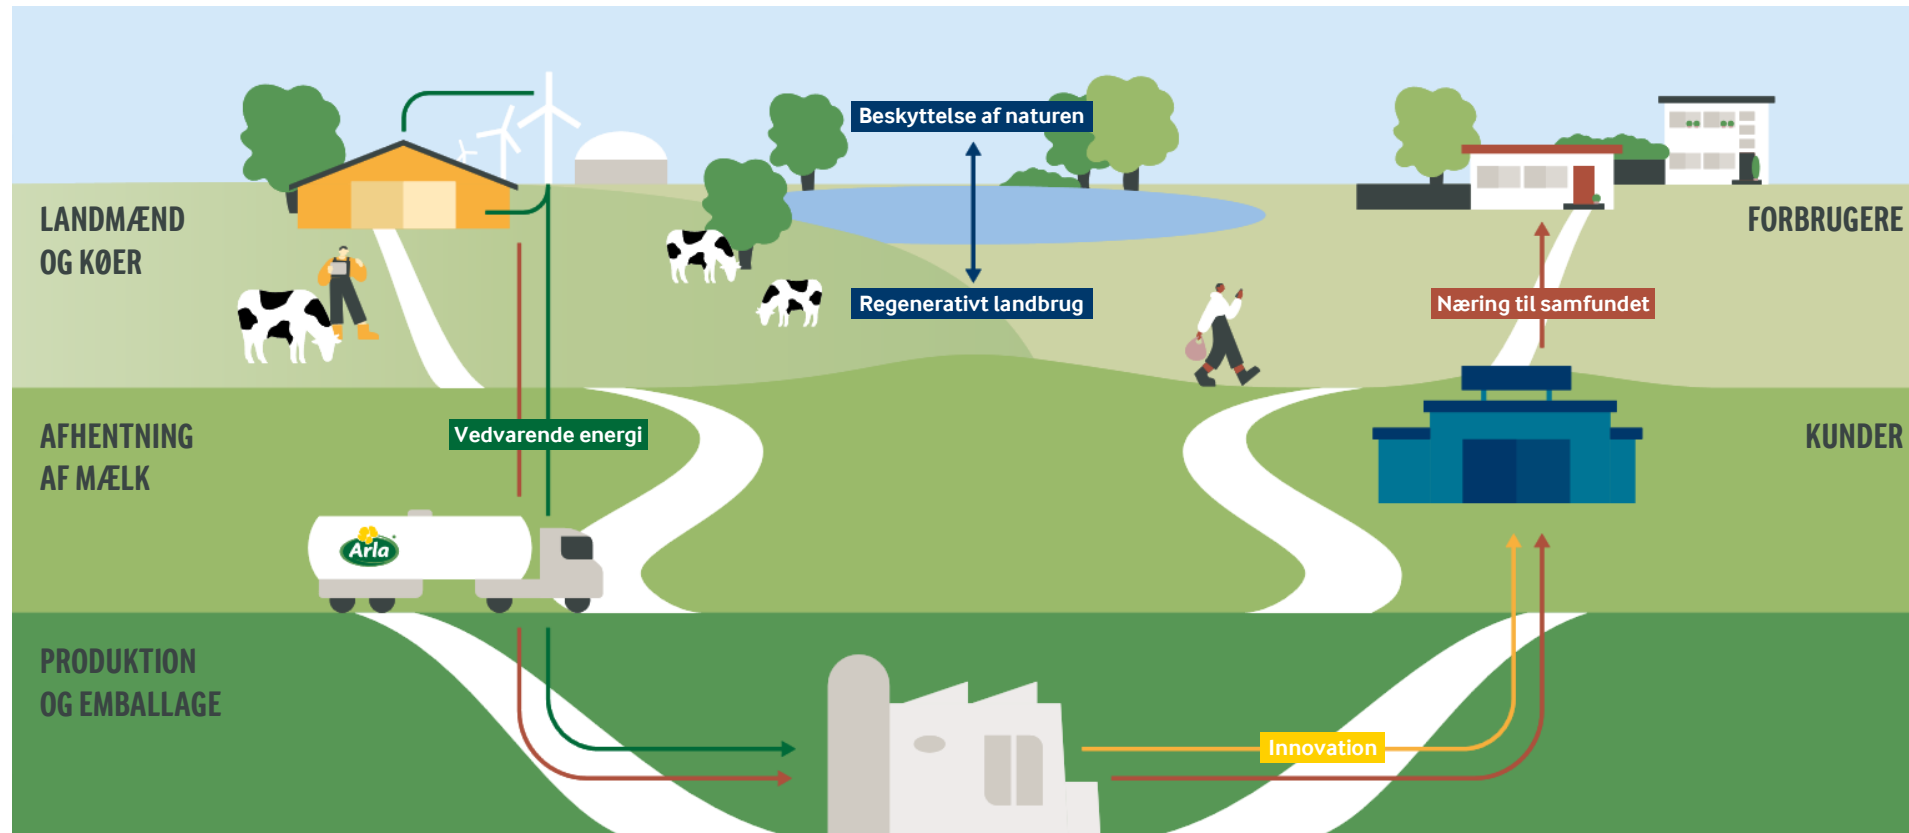 Beskyttelse af naturen
LANDMÆND
OG KØER
FORBRUGERE
Regenerativt landbrug
Næring til samfundet
AFHENTNING
AF MÆLK
Vedvarende energi
KUNDER
Arla
PRODUKTION
OG EMBALLAGE
Innovation